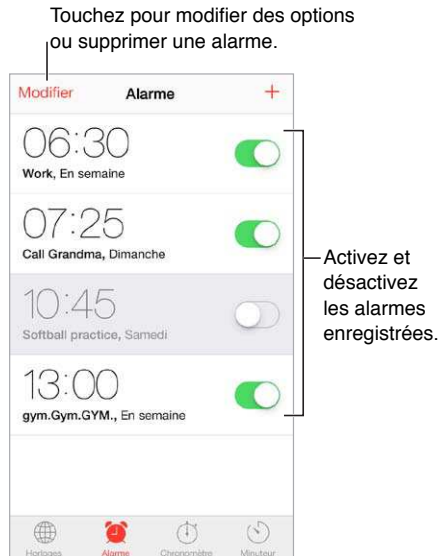 Touchez pour modifier des options
ou supprimer une alarme.
Modifier Alarme +
06:30
Work, En semaine
07:25
Call Grandma, Dimanche
10:45
Softball practice, Samedi
13:00
gym.Gym.GYM., En semaine
Activez et
désactivez
les alarmes
enregistrées.
Horloges Alarme Chronomètre Minuteur